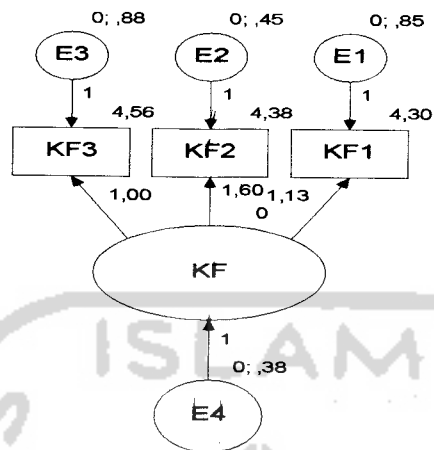 0; ,88 0; ,45 0; ,85
E3 E2 E1
1 1 1
4,56 4,38 4,30
KF3 KF2 KF1
1,00 1,60 1,13
0
KF
ISLAM
1
0; ,38
E4